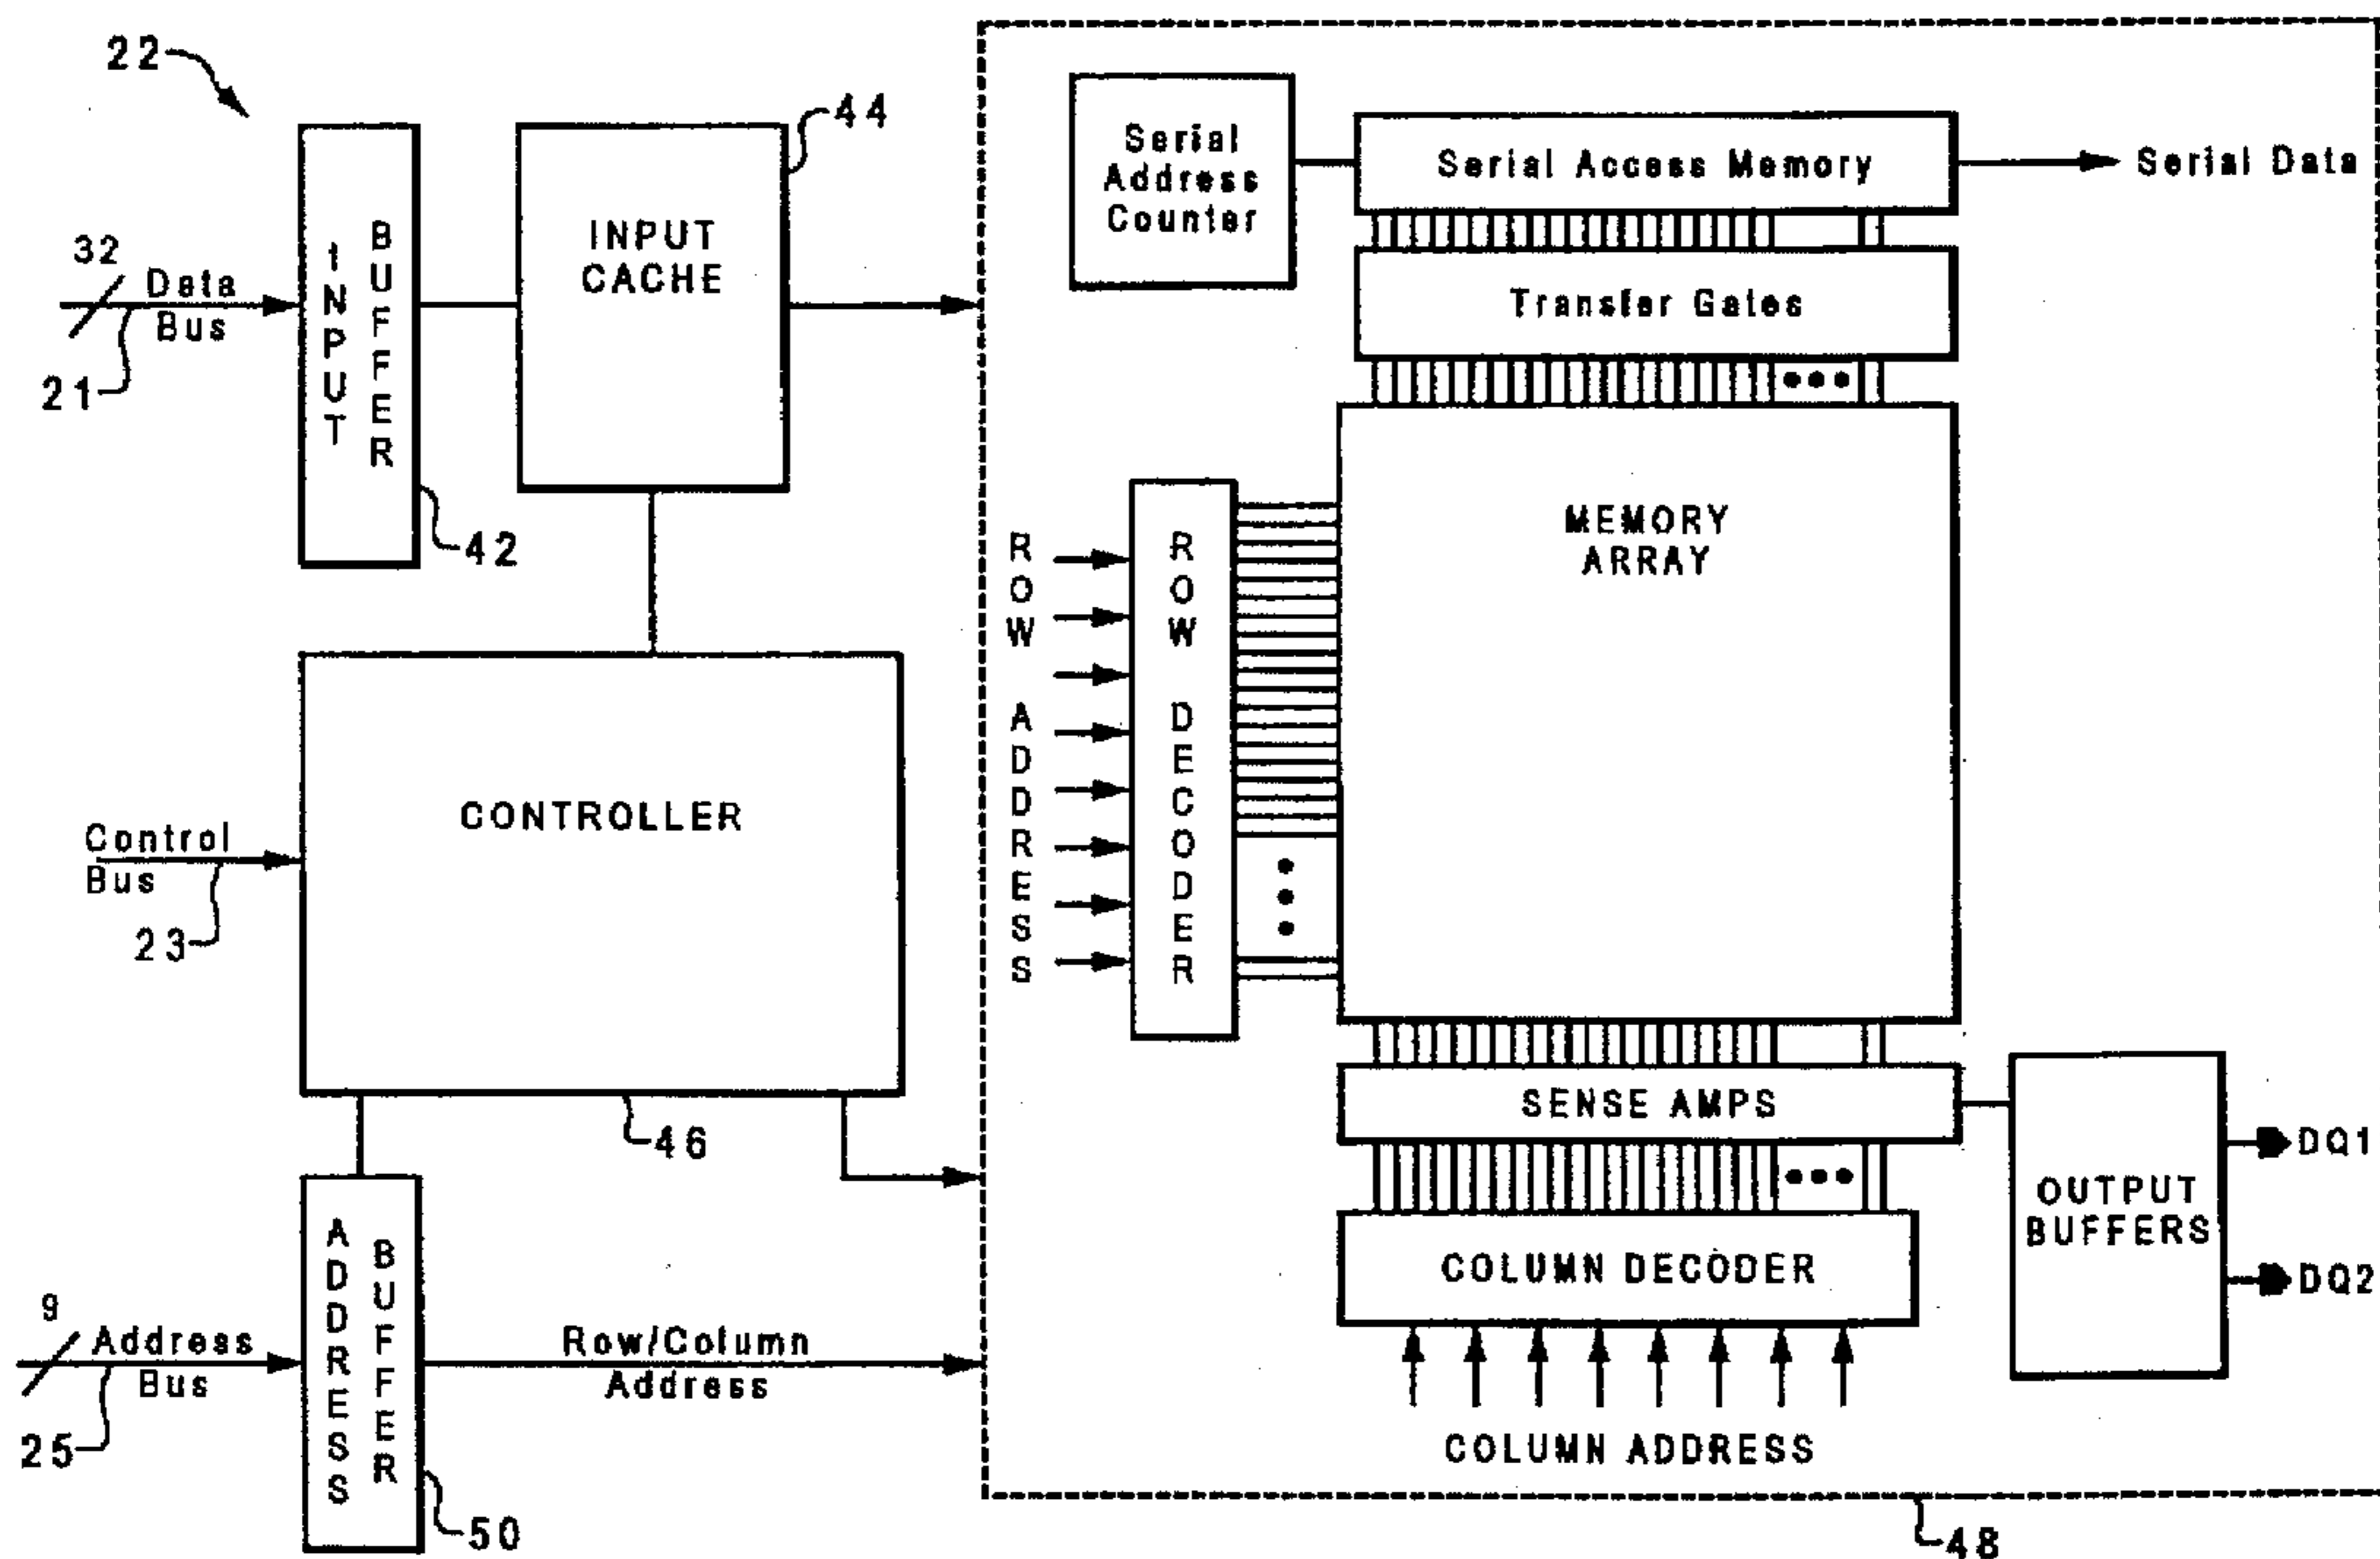 22
44
Serial
Address
Counter
Serial Access Memory
Serial Data
INPUT
BUFFER
INPUT
CACHE
32
Data
Bus
21
Transfer Gates
42
ROW ADDRESS
ROW DECODER
MEMORY
ARRAY
CONTROLLER
Control
Bus
23
46
SENSE AMPS
OUTPUT
BUFFERS
DQ1
DQ2
ADDRESS
BUFFER
COLUMN DECODER
9
Address
Bus
25
Row/Column
Address
COLUMN ADDRESS
50
48